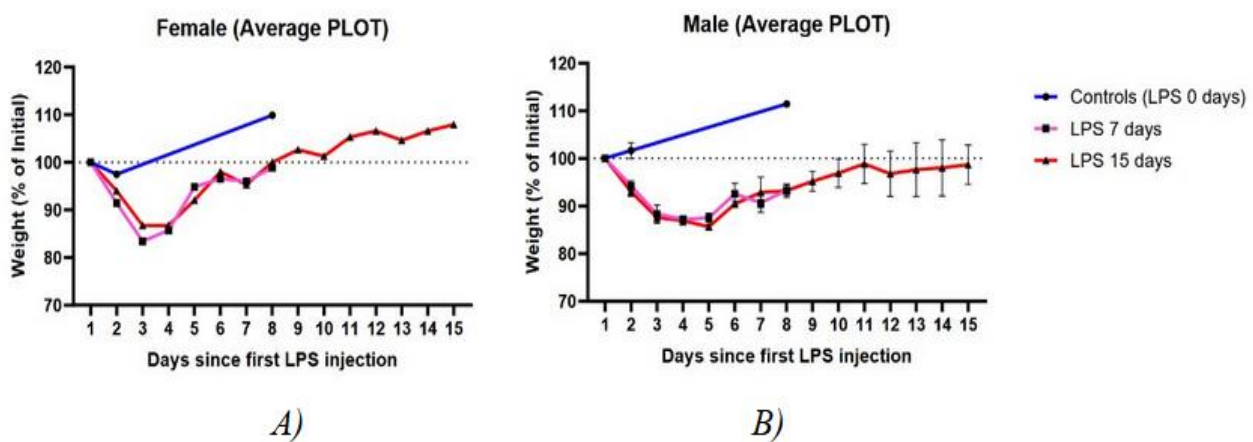 Female (Average PLOT)
120
110
100
90
80
70
Weight (% of Initial)
1 2 3 4 5 6 7 8 9 10 11 12 13 14 15
Days since first LPS injection
A)
Male (Average PLOT)
120
110
100
90
80
70
Weight (% of Initial)
1 2 3 4 5 6 7 8 9 10 11 12 13 14 15
Days since first LPS injection
B)
Controls (LPS 0 days)
LPS 7 days
LPS 15 days